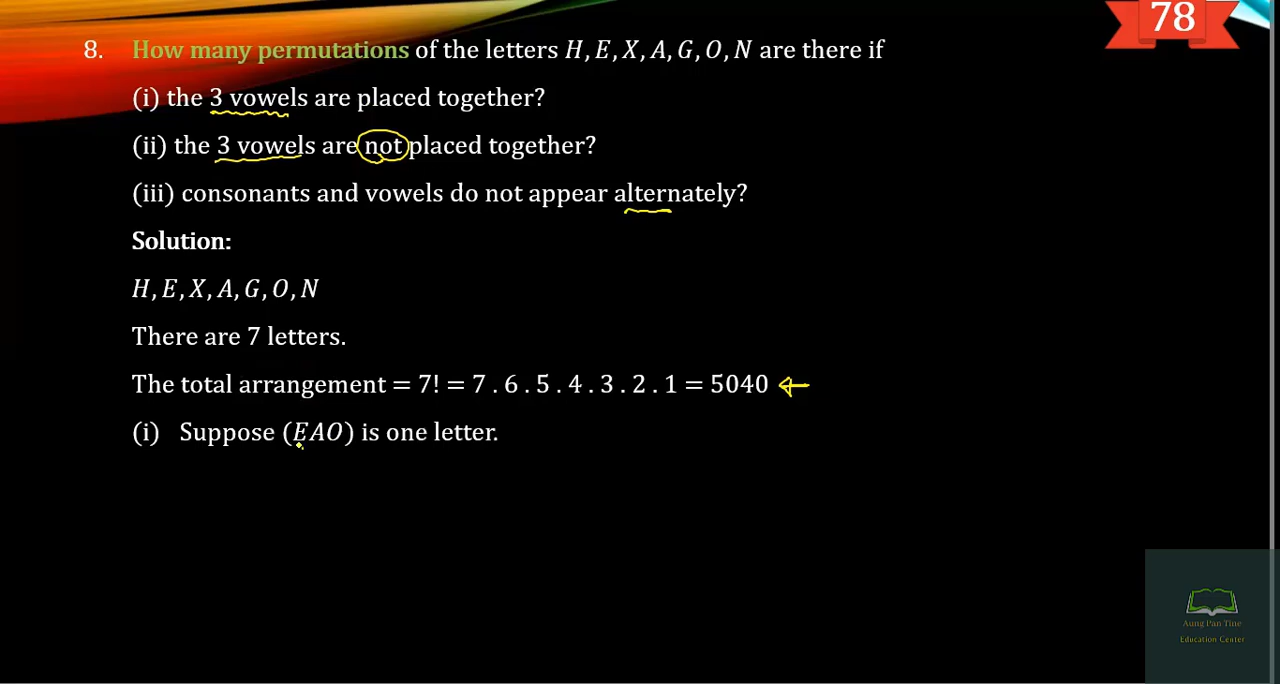 78
8. How many permutations of the letters H, E, X, A, G, O, N are there if
(i) the 3 vowels are placed together?
(ii) the 3 vowels are not placed together?
(iii) consonants and vowels do not appear alternately?
Solution:
H, E, X, A, G, O, N
There are 7 letters.
The total arrangement = 7! = 7 . 6 . 5 . 4 . 3 . 2 . 1 = 5040
(i) Suppose (EAO) is one letter.
Aung Pan Tine
Education Center